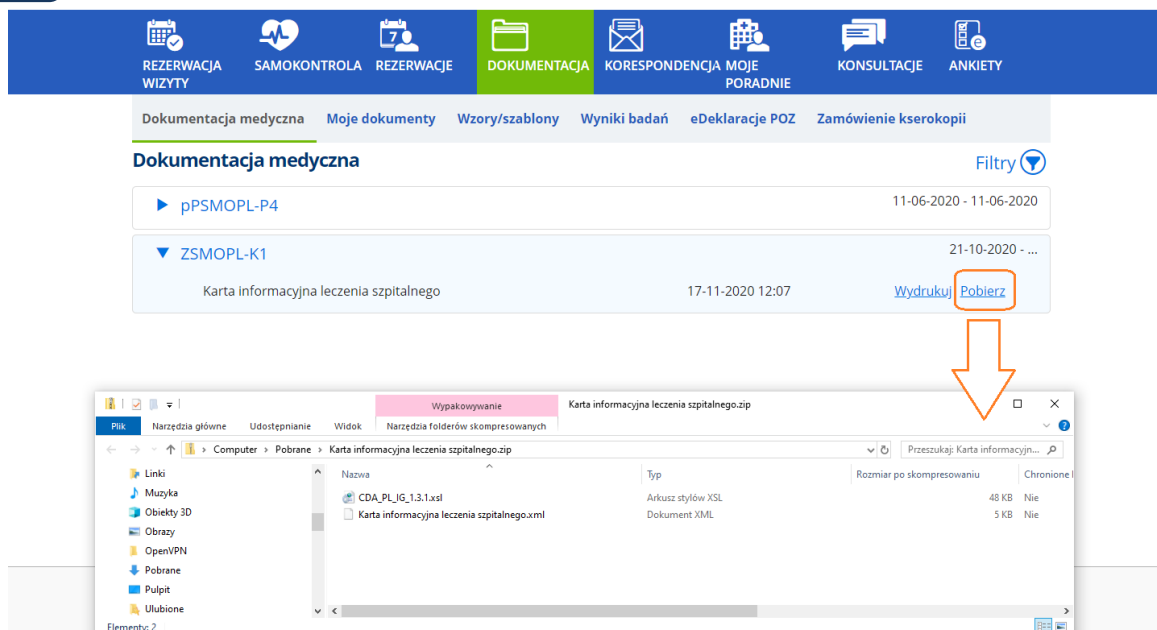 REZERWACJA WIZYTY
SAMOKONTROLA
REZERWACJE
DOKUMENTACJA
KORESPONDENCJA
MOJE PORADNIE
KONSULTACJE
ANKIETY
Dokumentacja medyczna Moje dokumenty Wzory/szablony Wyniki badań eDeklaracje POZ Zamówienie kserokopii
Dokumentacja medyczna Filtry
pPSMOPL-P4 11-06-2020 - 11-06-2020
ZSMOPL-K1 21-10-2020 - ...
Karta informacyjna leczenia szpitalnego 17-11-2020 12:07 Wydrukuj Pobierz
Wypakowywanie Karta informacyjna leczenia szpitalnego.zip
Plik Narzędzia główne Udostępnianie Widok Narzędzia folderów skompresowanych
Computer > Pobrane > Karta informacyjna leczenia szpitalnego.zip Przeszukaj: Karta informacyjn...
Nazwa Typ Rozmiar po skompresowaniu Chronione
Linki
Muzyka
Obiekty 3D
Obrazy
OpenVPN
Pobrane
Pulpit
Ulubione
CDA_PL_IG_1.3.1.xsl Arkusz stylów XSL 48 KB Nie
Karta informacyjna leczenia szpitalnego.xml Dokument XML 5 KB Nie
Elementy: 2